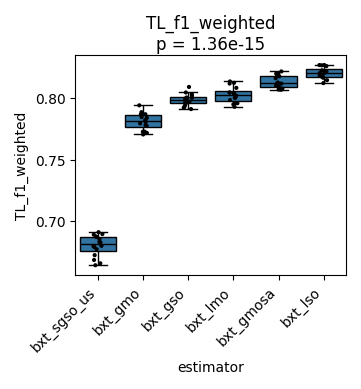 TL_f1_weighted
p = 1.36e-15
TL_f1_weighted
0.80
0.75
0.70
bxt_sgso_us
bxt_gmo
bxt_gso
bxt_lmo
bxt_gmosa
bxt_lso
estimator